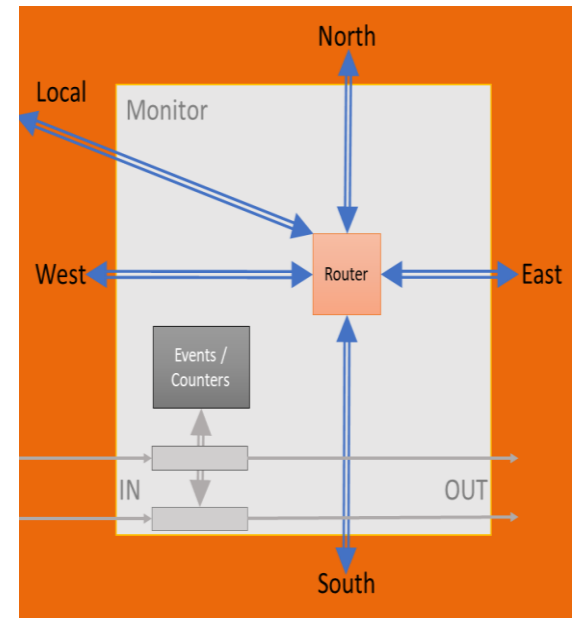 North
Local
Monitor
West
Router
East
Events /
Counters
IN
OUT
South